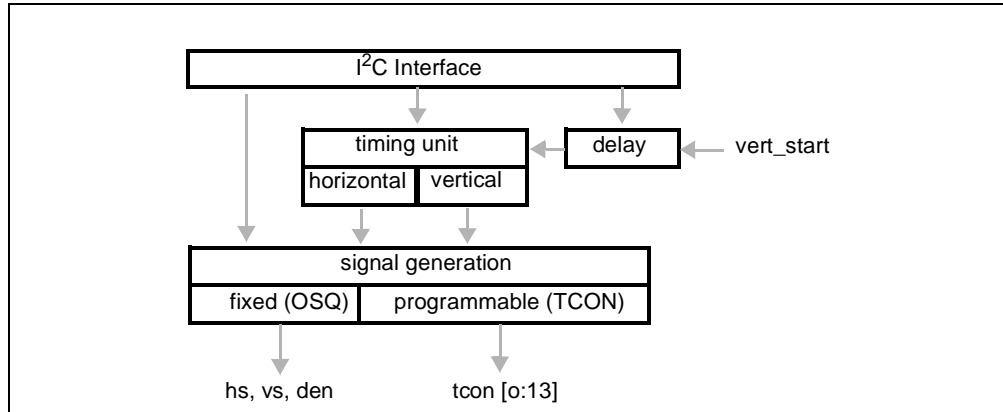 I²C Interface
timing unit
delay
vert_start
horizontal
vertical
signal generation
fixed (OSQ)
programmable (TCON)
hs, vs, den
tcon [o:13]